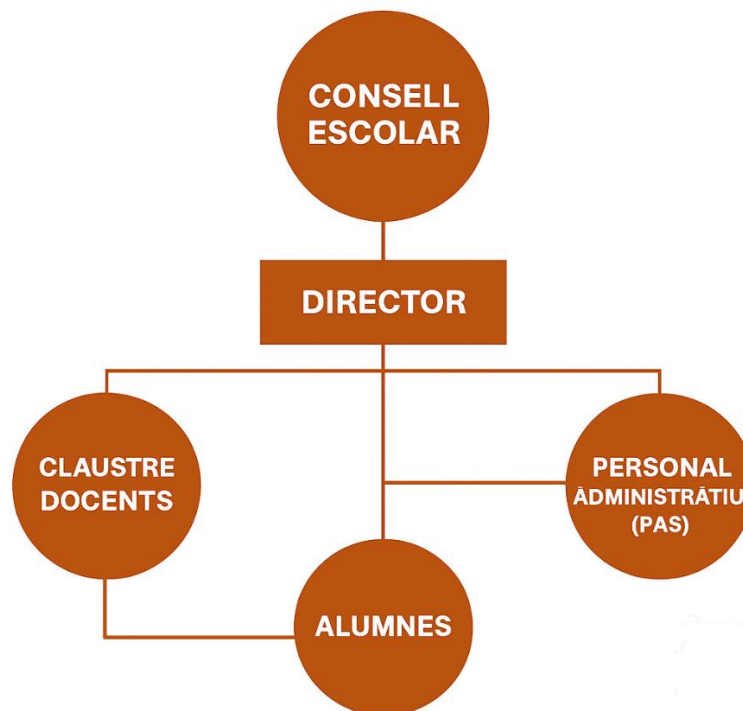 CONSELL
ESCOLAR
DIRECTOR
CLAUSTRE
DOCENTS
PERSONAL
ĀDMINISTRĀTIU
(PAS)
ALUMNES